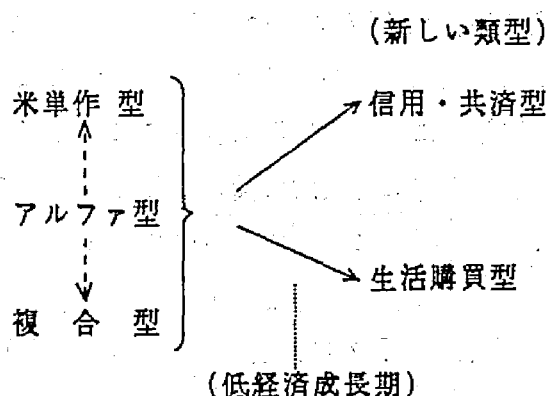 (新しい類型)
米単作型
信用・共済型
アルファ型
生活購買型
複合型
(低経済成長期)